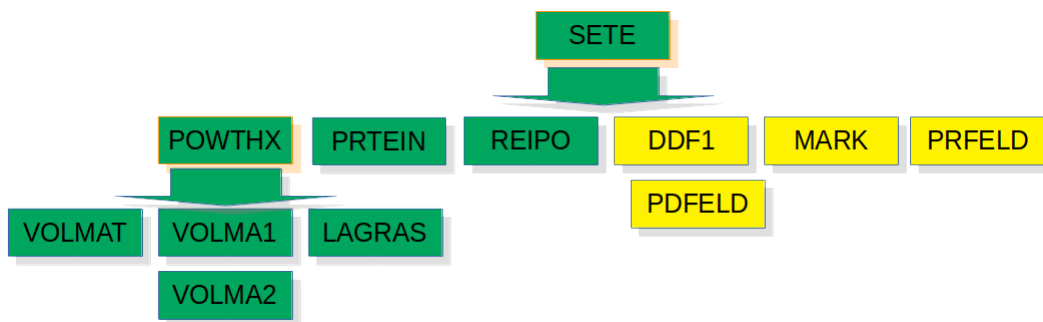 SETE
POWTHX PRTEIN REIPO DDF1 MARK PRFELD
PDFELD
VOLMAT VOLMA1 LAGRAS
VOLMA2